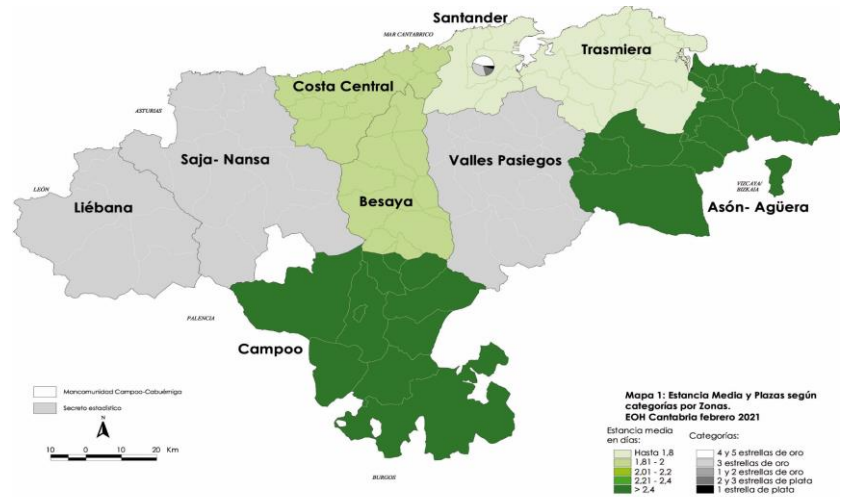 Santander
MAR CANTABRICO
Trasmiera
Costa Central
ASTURIAS
Saja- Nansa
Valles Pasiegos
LEÓN
Liébana
Besaya
VIZCAYA/
BIZKAIA
Asón- Agüera
PALENCIA
Campoo
Mancomunidad Campoo-Cabuérniga
Secreto estadístico
N
10 5 0 10 20 Km
BURGOS
Mapa 1: Estancia Media y Plazas según
categorías por Zonas.
EOH Cantabria febrero 2021
Estancia media
en días:
Hasta 1,8
1,81 - 2
2,01 - 2,2
2,21 - 2,4
> 2,4
Categorías:
4 y 5 estrellas de oro
3 estrellas de oro
1 y 2 estrellas de oro
2 y 3 estrellas de plata
1 estrella de plata